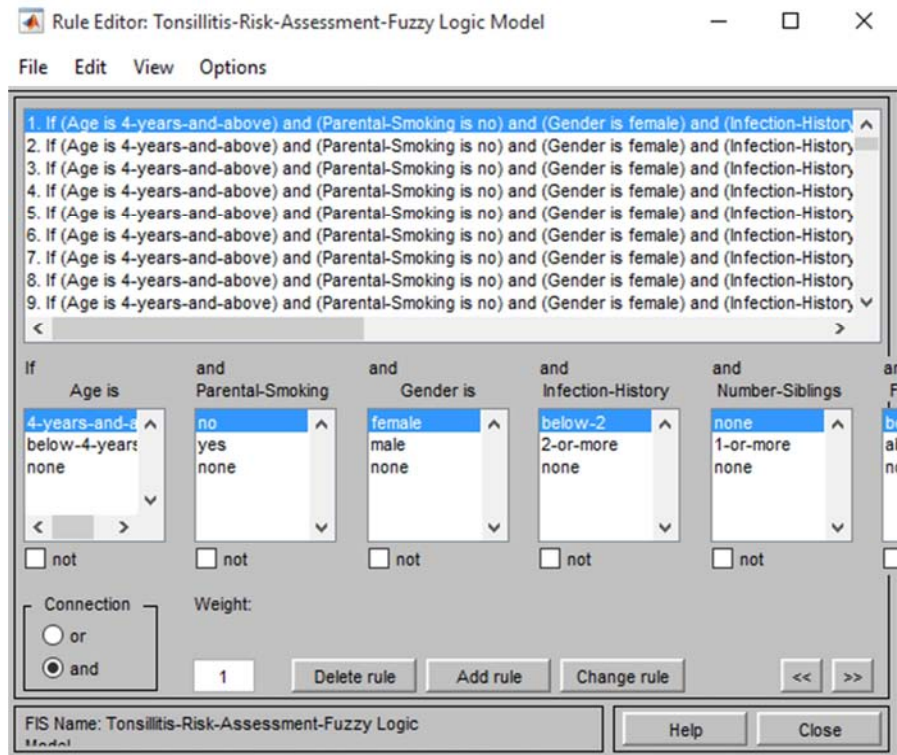 Rule Editor: Tonsillitis-Risk-Assessment-Fuzzy Logic Model
File Edit View Options
1. If (Age is 4-years-and-above) and (Parental-Smoking is no) and (Gender is female) and (Infection-History
2. If (Age is 4-years-and-above) and (Parental-Smoking is no) and (Gender is female) and (Infection-History
3. If (Age is 4-years-and-above) and (Parental-Smoking is no) and (Gender is female) and (Infection-History
4. If (Age is 4-years-and-above) and (Parental-Smoking is no) and (Gender is female) and (Infection-History
5. If (Age is 4-years-and-above) and (Parental-Smoking is no) and (Gender is female) and (Infection-History
6. If (Age is 4-years-and-above) and (Parental-Smoking is no) and (Gender is female) and (Infection-History
7. If (Age is 4-years-and-above) and (Parental-Smoking is no) and (Gender is female) and (Infection-History
8. If (Age is 4-years-and-above) and (Parental-Smoking is no) and (Gender is female) and (Infection-History
9. If (Age is 4-years-and-above) and (Parental-Smoking is no) and (Gender is female) and (Infection-History
If and and and and
Age is Parental-Smoking Gender is Infection-History Number-Siblings
4-years-and-a no female below-2 none
below-4-years yes male 2-or-more 1-or-more
none none none none none
not not not not not
Connection Weight:
or
and 1 Delete rule Add rule Change rule << >>
FIS Name: Tonsillitis-Risk-Assessment-Fuzzy Logic
Model
Help Close